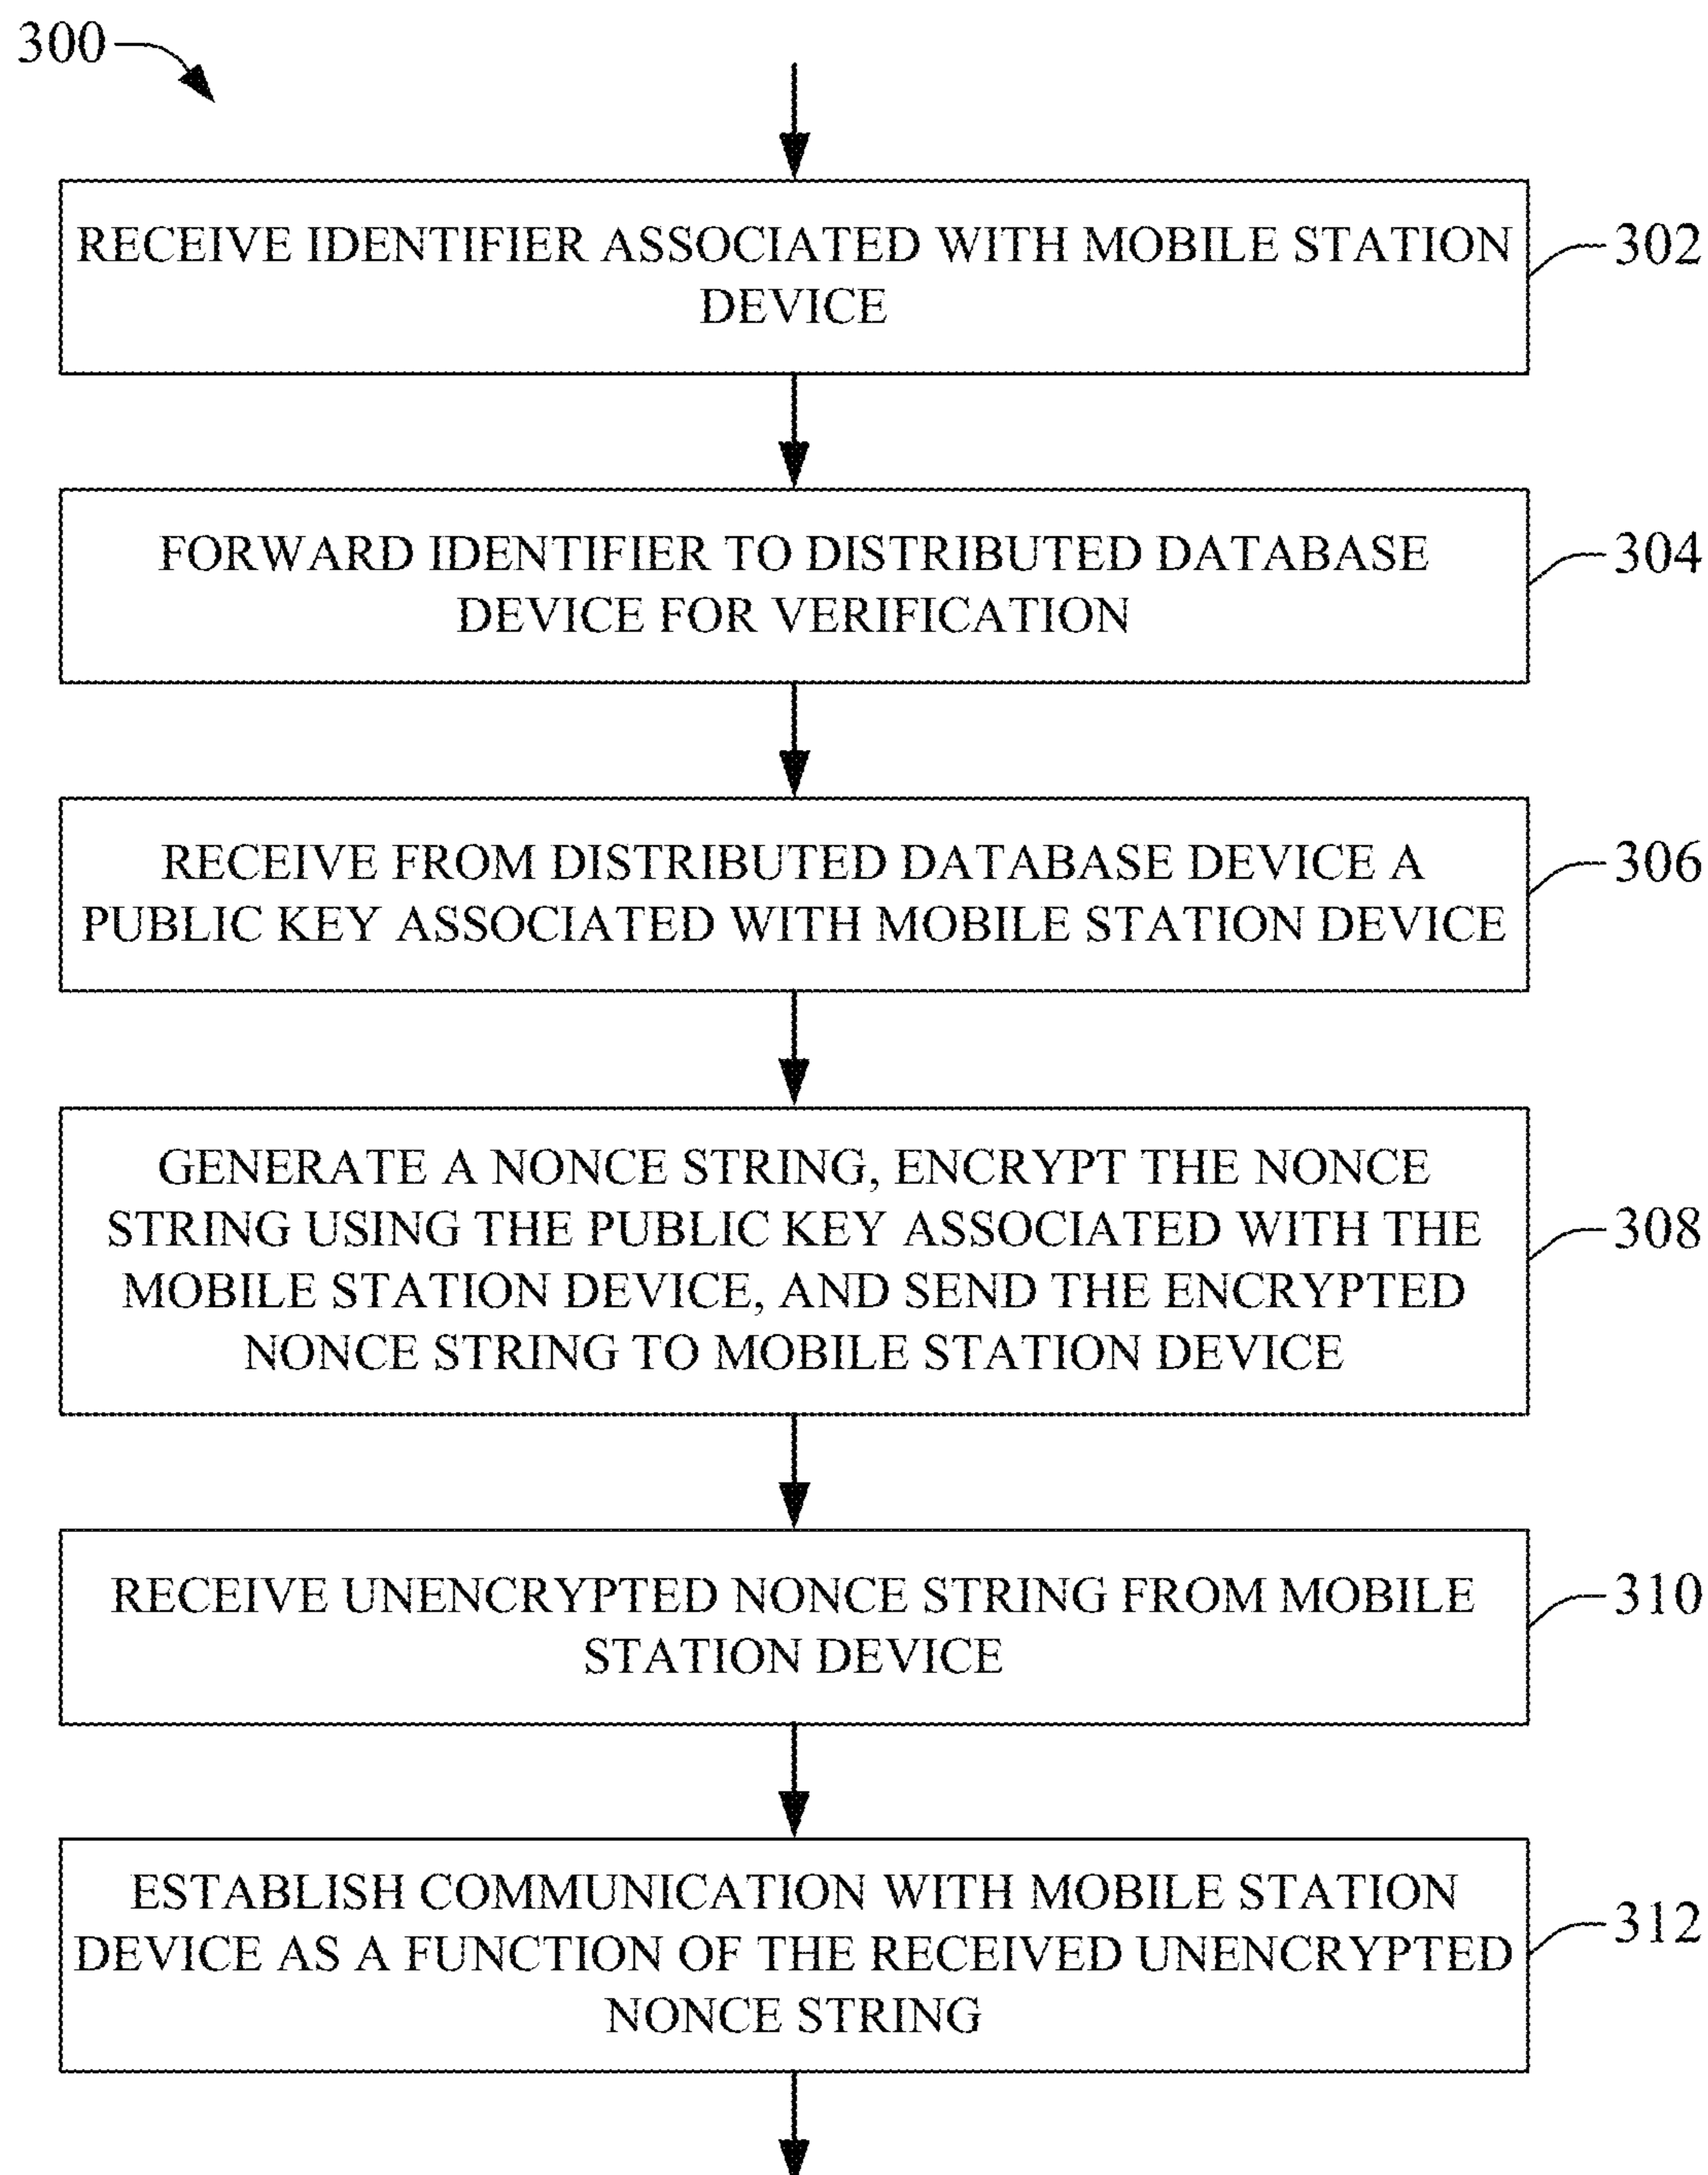 300
RECEIVE IDENTIFIER ASSOCIATED WITH MOBILE STATION
DEVICE
302
FORWARD IDENTIFIER TO DISTRIBUTED DATABASE
DEVICE FOR VERIFICATION
304
RECEIVE FROM DISTRIBUTED DATABASE DEVICE A
PUBLIC KEY ASSOCIATED WITH MOBILE STATION DEVICE
306
GENERATE A NONCE STRING, ENCRYPT THE NONCE
STRING USING THE PUBLIC KEY ASSOCIATED WITH THE
MOBILE STATION DEVICE, AND SEND THE ENCRYPTED
NONCE STRING TO MOBILE STATION DEVICE
308
RECEIVE UNENCRYPTED NONCE STRING FROM MOBILE
STATION DEVICE
310
ESTABLISH COMMUNICATION WITH MOBILE STATION
DEVICE AS A FUNCTION OF THE RECEIVED UNENCRYPTED
NONCE STRING
312